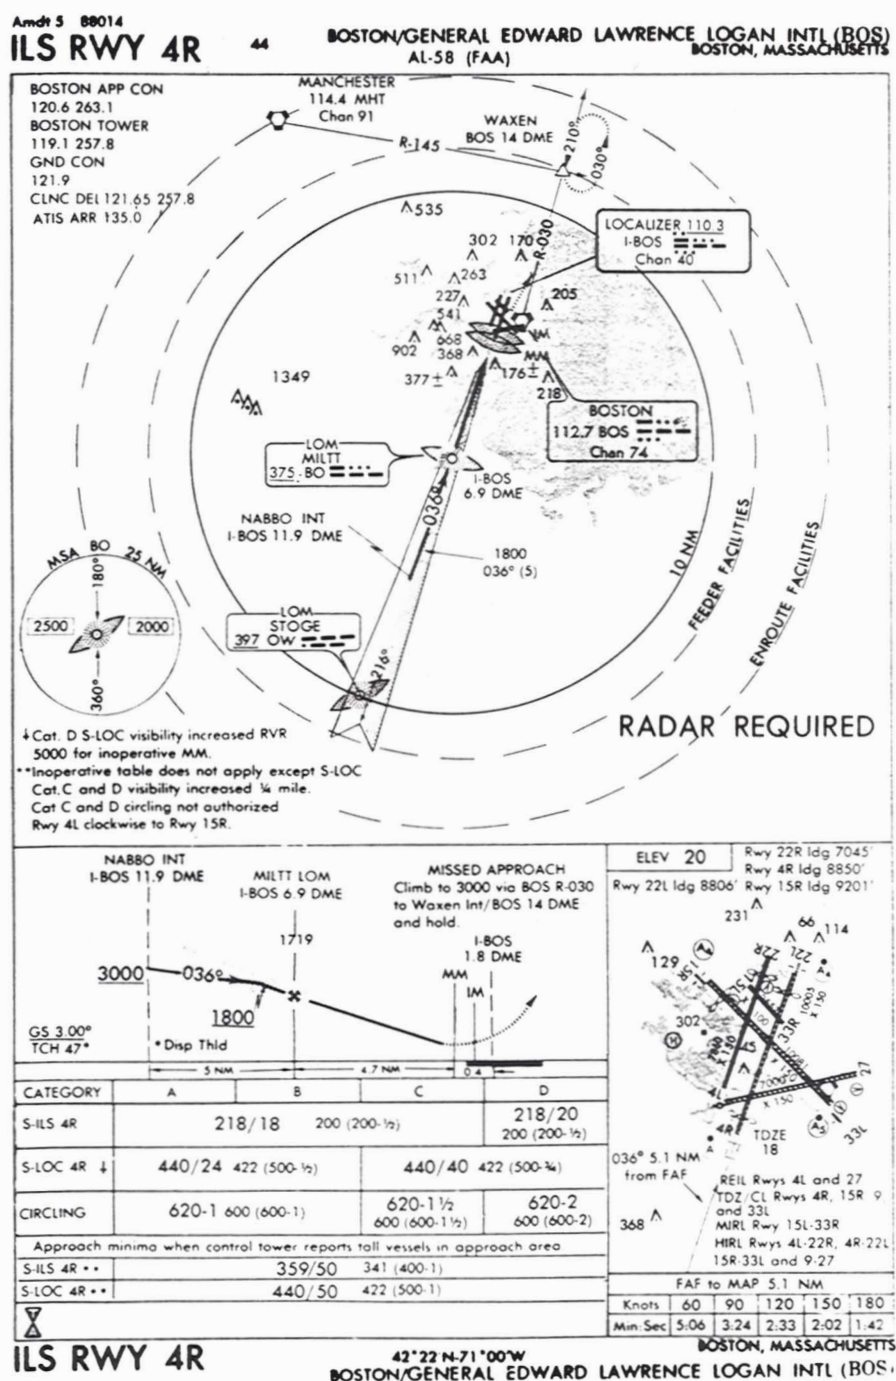 Amdt 5 88014
ILS RWY 4R
44
BOSTON/GENERAL EDWARD LAWRENCE LOGAN INTL (BOS)
AL-58 (FAA)
BOSTON, MASSACHUSETTS
BOSTON APP CON
120.6 263.1
BOSTON TOWER
119.1 257.8
GND CON
121.9
CLNC DEL 121.65 257.8
ATIS ARR 135.0
MANCHESTER
114.4 MHT
Chan 91
WAXEN
BOS 14 DME
R-145
210°
030°
R-030
LOCALIZER 110.3
I-BOS
Chan 40
535
302 170
511 263
227
205
541
668
902
368
IM
MM
377±
176±
218
1349
BOSTON
112.7 BOS
Chan 74
LOM
MILTT
375 BO
I-BOS
6.9 DME
036°
NABBO INT
I-BOS 11.9 DME
1800
036° (5)
10 NM
FEEDER FACILITIES
ENROUTE FACILITIES
MSA BO 25 NM
180°
2500
2000
360°
LOM
STOGE
397 OW
216°
RADAR REQUIRED
↓Cat. D S-LOC visibility increased RVR
5000 for inoperative MM.
**Inoperative table does not apply except S-LOC
Cat.C and D visibility increased ¼ mile.
Cat C and D circling not authorized
Rwy 4L clockwise to Rwy 15R.
NABBO INT
I-BOS 11.9 DME
MILTT LOM
I-BOS 6.9 DME
MISSED APPROACH
Climb to 3000 via BOS R-030
to Waxen Int/BOS 14 DME
and hold.
1719
I-BOS
1.8 DME
MM
IM
3000
036°
1800
GS 3.00°
TCH 47*
*Disp Thld
5 NM
4.7 NM
0.4
CATEGORY A B C D
S-ILS 4R 218/18 200 (200-½) 218/20 200 (200-½)
S-LOC 4R ↓ 440/24 422 (500-½) 440/40 422 (500-¾)
CIRCLING 620-1 600 (600-1) 620-1½ 600 (600-1½) 620-2 600 (600-2)
Approach minima when control tower reports tall vessels in approach area
S-ILS 4R ** 359/50 341 (400-1)
S-LOC 4R ** 440/50 422 (500-1)
ELEV 20
Rwy 22R ldg 7045'
Rwy 4R ldg 8850'
Rwy 22L ldg 8806' Rwy 15R ldg 9201'
231
66
114
129
15R
22R
22L
302
10005 X 150
33R
45
27
4L
7000 X 150
4R
TDZE
18
33L
036° 5.1 NM
from FAF
368
REIL Rwys 4L and 27
TDZ/CL Rwys 4R, 15R 9
and 33L
MIRL Rwy 15L-33R
HIRL Rwys 4L-22R, 4R-22L
15R-33L and 9-27
FAF to MAP 5.1 NM
Knots 60 90 120 150 180
Min:Sec 5:06 3:24 2:33 2:02 1:42
ILS RWY 4R
42°22'N-71°00'W
BOSTON, MASSACHUSETTS
BOSTON/GENERAL EDWARD LAWRENCE LOGAN INTL (BOS